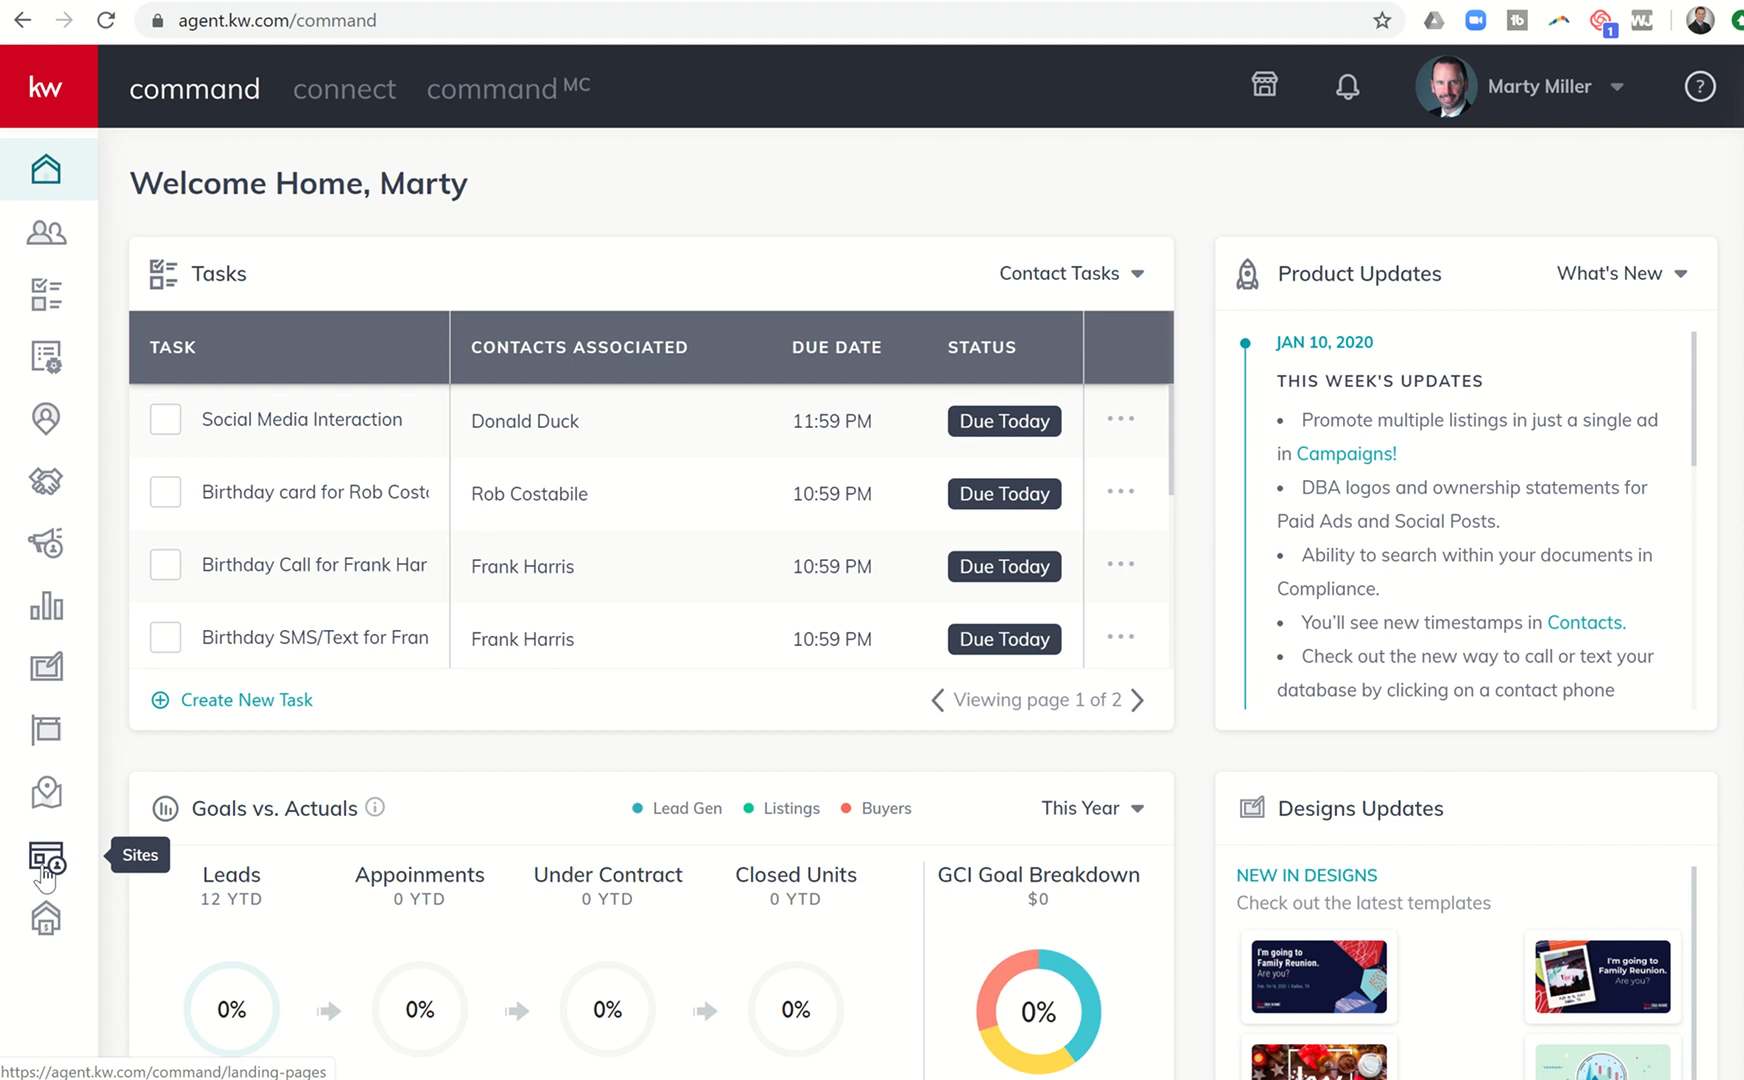 agent.kw.com/command
1
kw
command
connect
command MC
Marty Miller
?
Welcome Home, Marty
Tasks
Contact Tasks
TASK
CONTACTS ASSOCIATED
DUE DATE
STATUS
Social Media Interaction
Donald Duck
11:59 PM
Due Today
Birthday card for Rob Costa
Rob Costabile
10:59 PM
Due Today
Birthday Call for Frank Har
Frank Harris
10:59 PM
Due Today
Birthday SMS/Text for Fran
Frank Harris
10:59 PM
Due Today
Create New Task
Viewing page 1 of 2
Product Updates
What's New
JAN 10, 2020
THIS WEEK'S UPDATES
• Promote multiple listings in just a single ad
in Campaigns!
• DBA logos and ownership statements for
Paid Ads and Social Posts.
• Ability to search within your documents in
Compliance.
• You'll see new timestamps in Contacts.
• Check out the new way to call or text your
database by clicking on a contact phone
Goals vs. Actuals
Lead Gen
Listings
Buyers
This Year
Sites
Leads
12 YTD
Appoinments
0 YTD
Under Contract
0 YTD
Closed Units
0 YTD
GCI Goal Breakdown
$0
0%
0%
0%
0%
0%
Designs Updates
NEW IN DESIGNS
Check out the latest templates
I'm going to
Family Reunion.
Are you?
I'm going to
Family Reunion.
Are you?
https://agent.kw.com/command/landing-pages